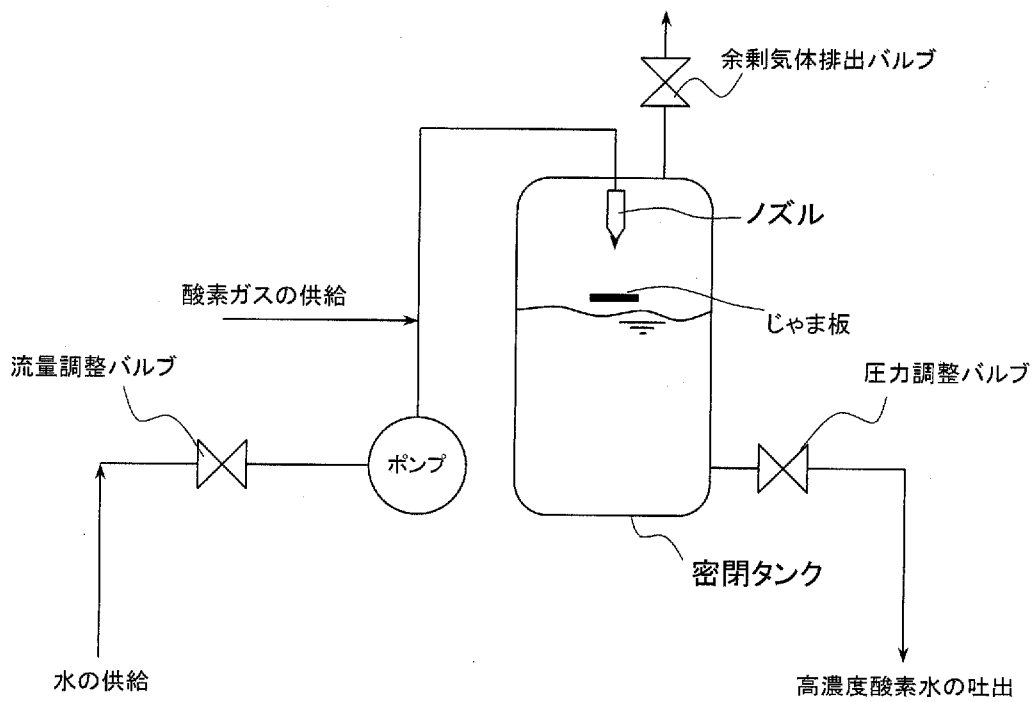 余剰気体排出バルブ
ノズル
酸素ガスの供給
じゃま板
流量調整バルブ
圧力調整バルブ
ポンプ
密閉タンク
水の供給
高濃度酸素水の吐出